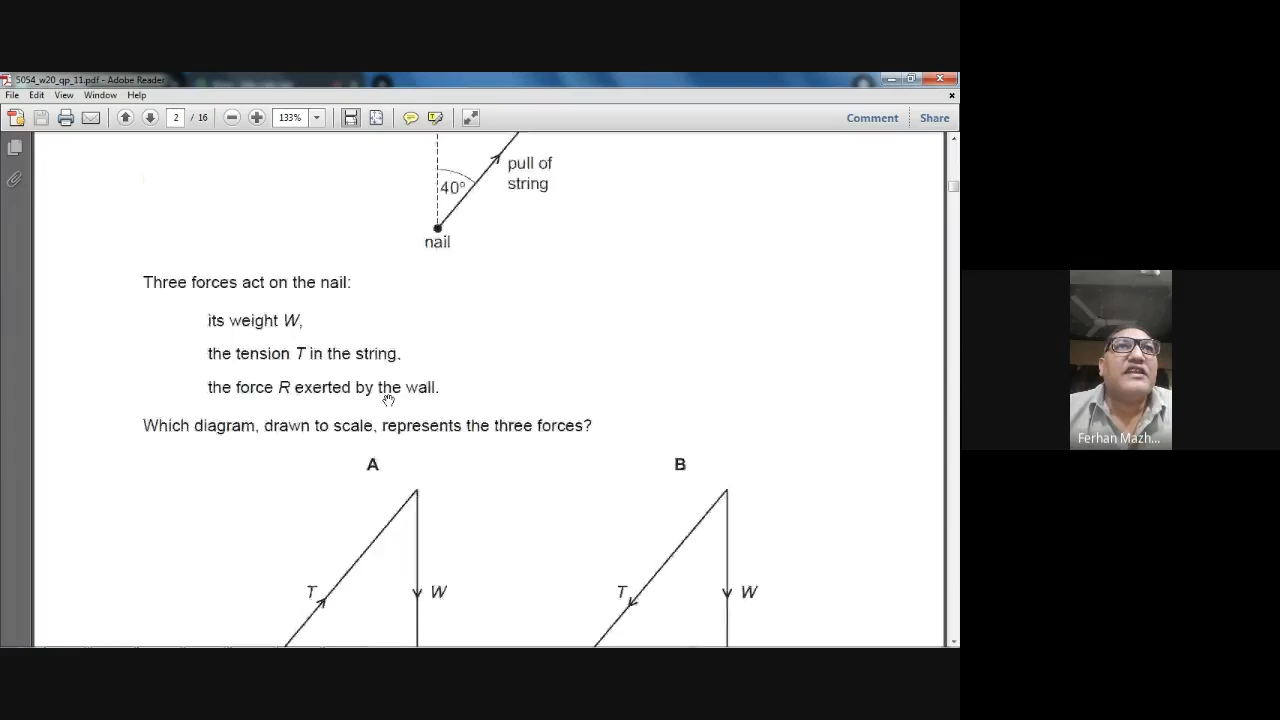 5054_w20_qp_11.pdf - Adobe Reader
File Edit View Window Help
2 / 16
133%
Comment Share
pull of
string
40°
nail
Three forces act on the nail:
its weight W,
the tension T in the string,
the force R exerted by the wall.
Which diagram, drawn to scale, represents the three forces?
A B
T W T W
Ferhan Mazh...